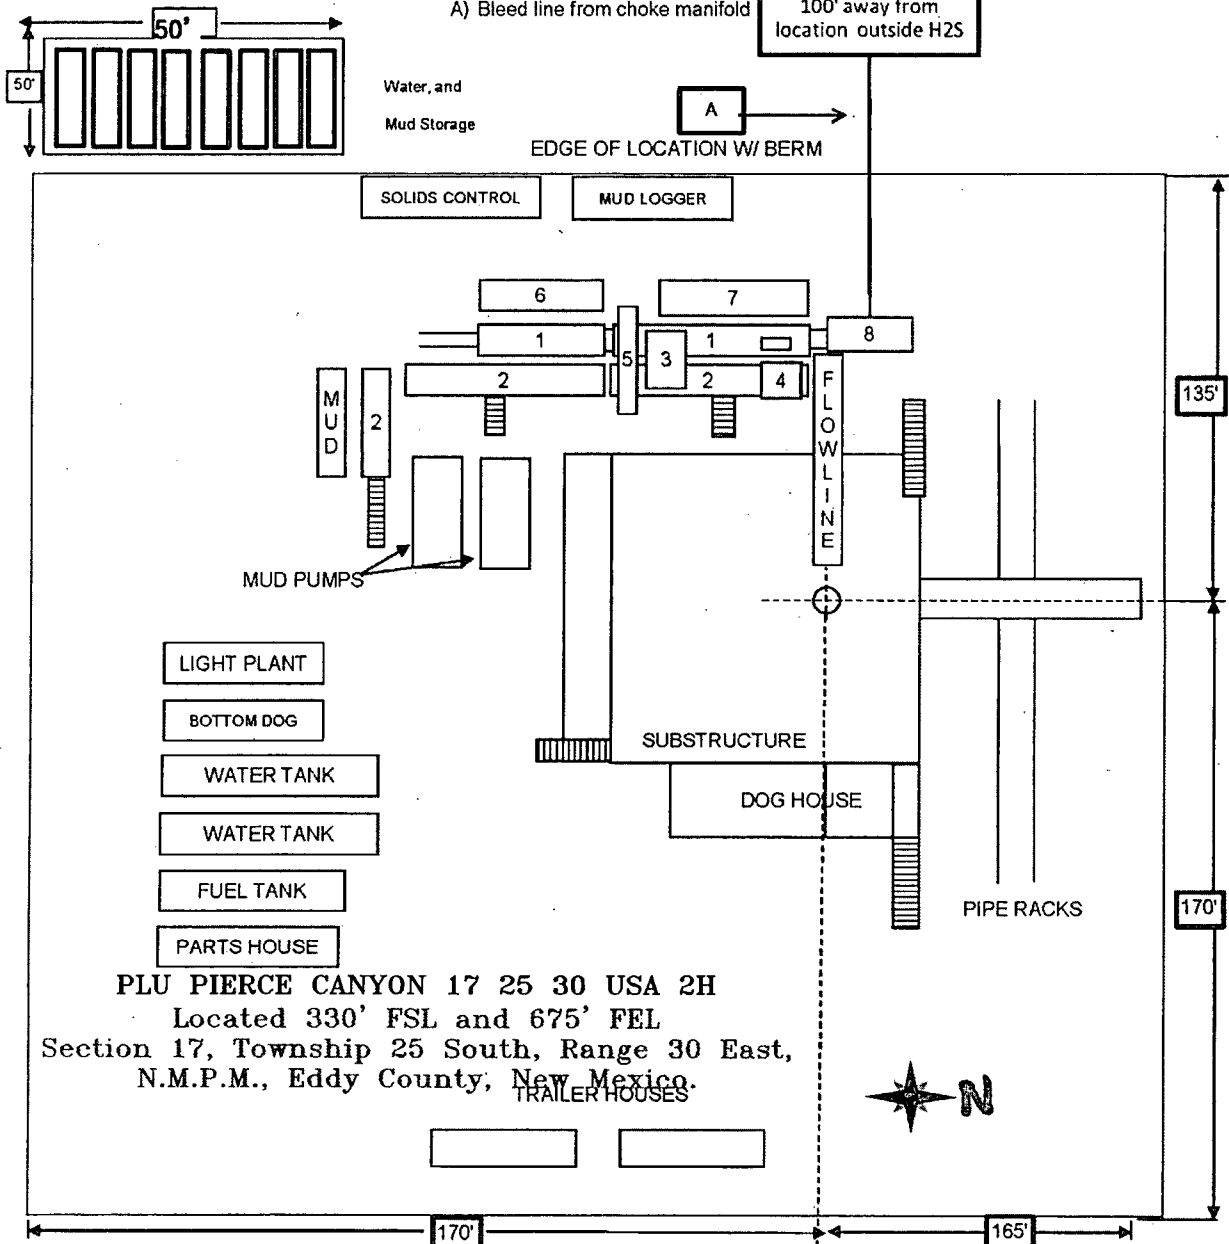 A) Bleed line from choke manifold
100' away from
location outside H2S
50'
50'
Water, and
Mud Storage
A
EDGE OF LOCATION W/ BERM
SOLIDS CONTROL
MUD LOGGER
6
7
1
5
3
1
8
2
2
4
MUD
2
FLOWLINE
135'
MUD PUMPS
LIGHT PLANT
BOTTOM DOG
SUBSTRUCTURE
WATER TANK
DOG HOUSE
WATER TANK
FUEL TANK
PIPE RACKS
170'
PARTS HOUSE
PLU PIERCE CANYON 17 25 30 USA 2H
Located 330' FSL and 675' FEL
Section 17, Township 25 South, Range 30 East,
N.M.P.M., Eddy County, New Mexico.
TRAILER HOUSES
N
170'
165'